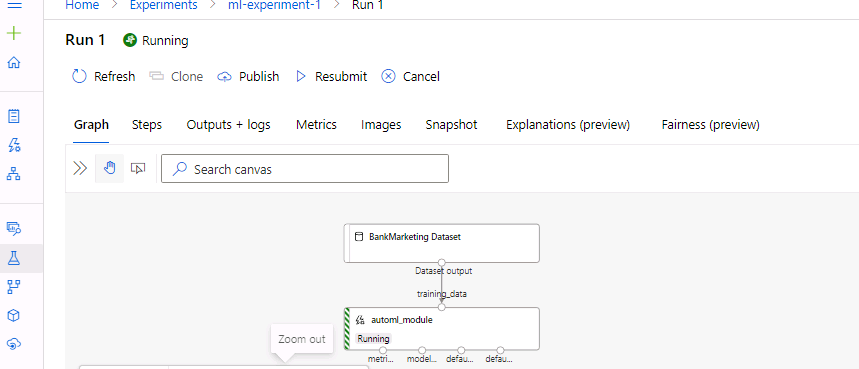 Home > Experiments > ml-experiment-1 > Run 1
Run 1 Running
Refresh Clone Publish Resubmit Cancel
Graph Steps Outputs + logs Metrics Images Snapshot Explanations (preview) Fairness (preview)
Search canvas
BankMarketing Dataset
Dataset output
training_data
automl_module
Running
metri... model... defau... defau...
Zoom out